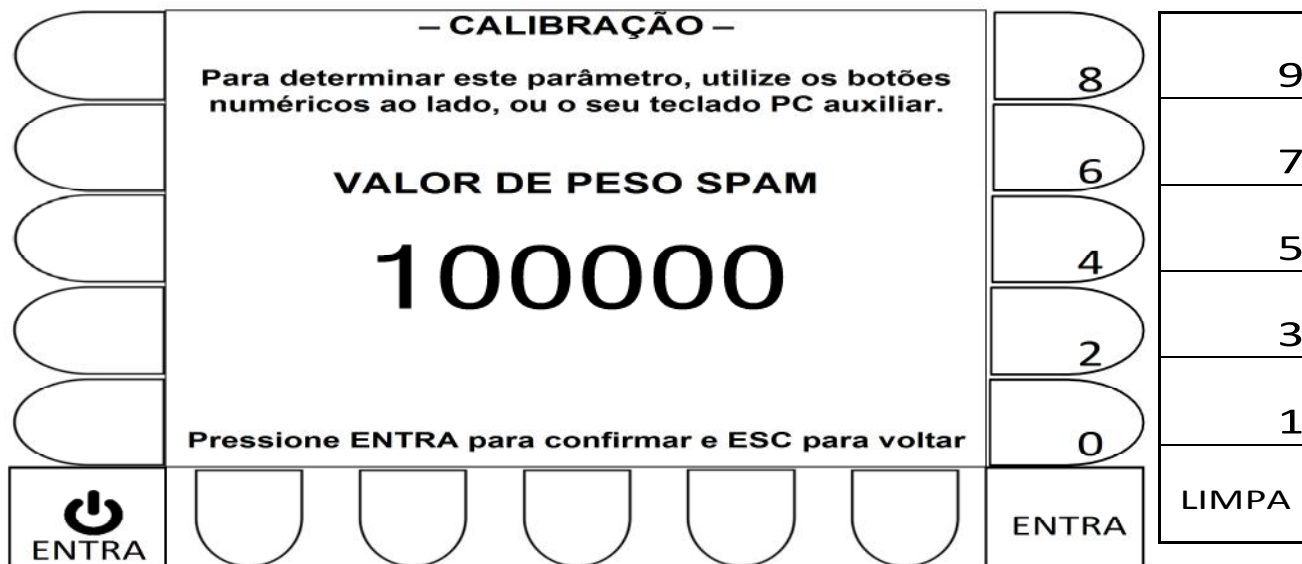 – CALIBRAÇÃO –
Para determinar este parâmetro, utilize os botões
numéricos ao lado, ou o seu teclado PC auxiliar.
VALOR DE PESO SPAM
100000
Pressione ENTRA para confirmar e ESC para voltar
8
9
6
7
4
5
2
3
0
1
ENTRA
ENTRA
LIMPA